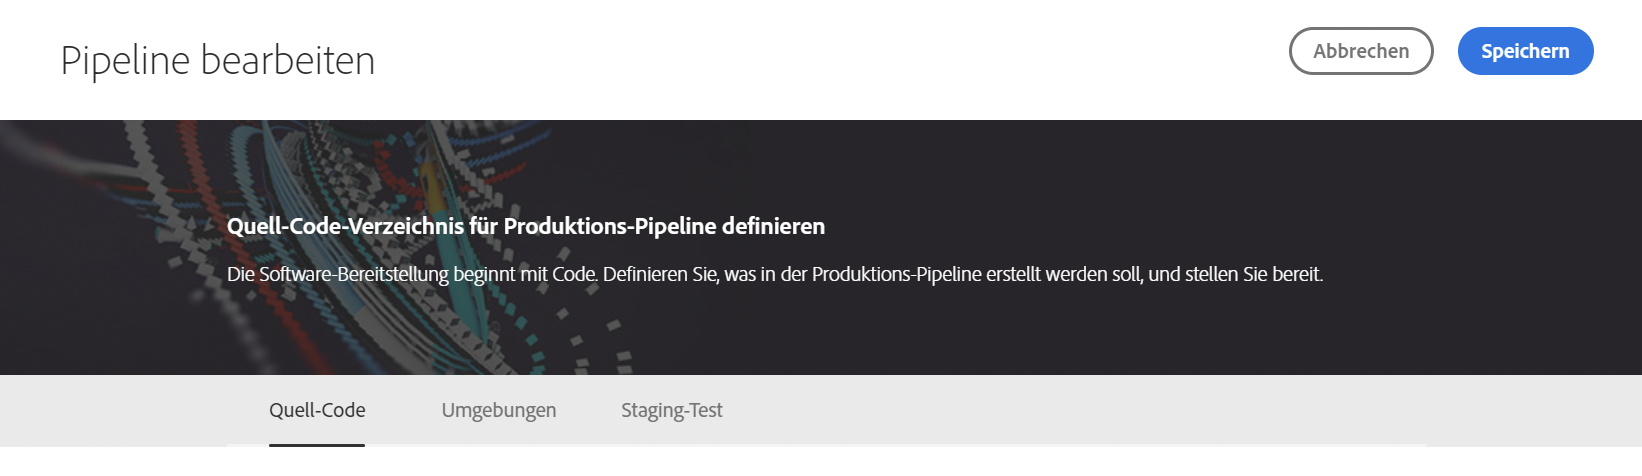 Pipeline bearbeiten
Abbrechen
Speichern
Quell-Code-Verzeichnis für Produktions-Pipeline definieren
Die Software-Bereitstellung beginnt mit Code. Definieren Sie, was in der Produktions-Pipeline erstellt werden soll, und stellen Sie bereit.
Quell-Code
Umgebungen
Staging-Test